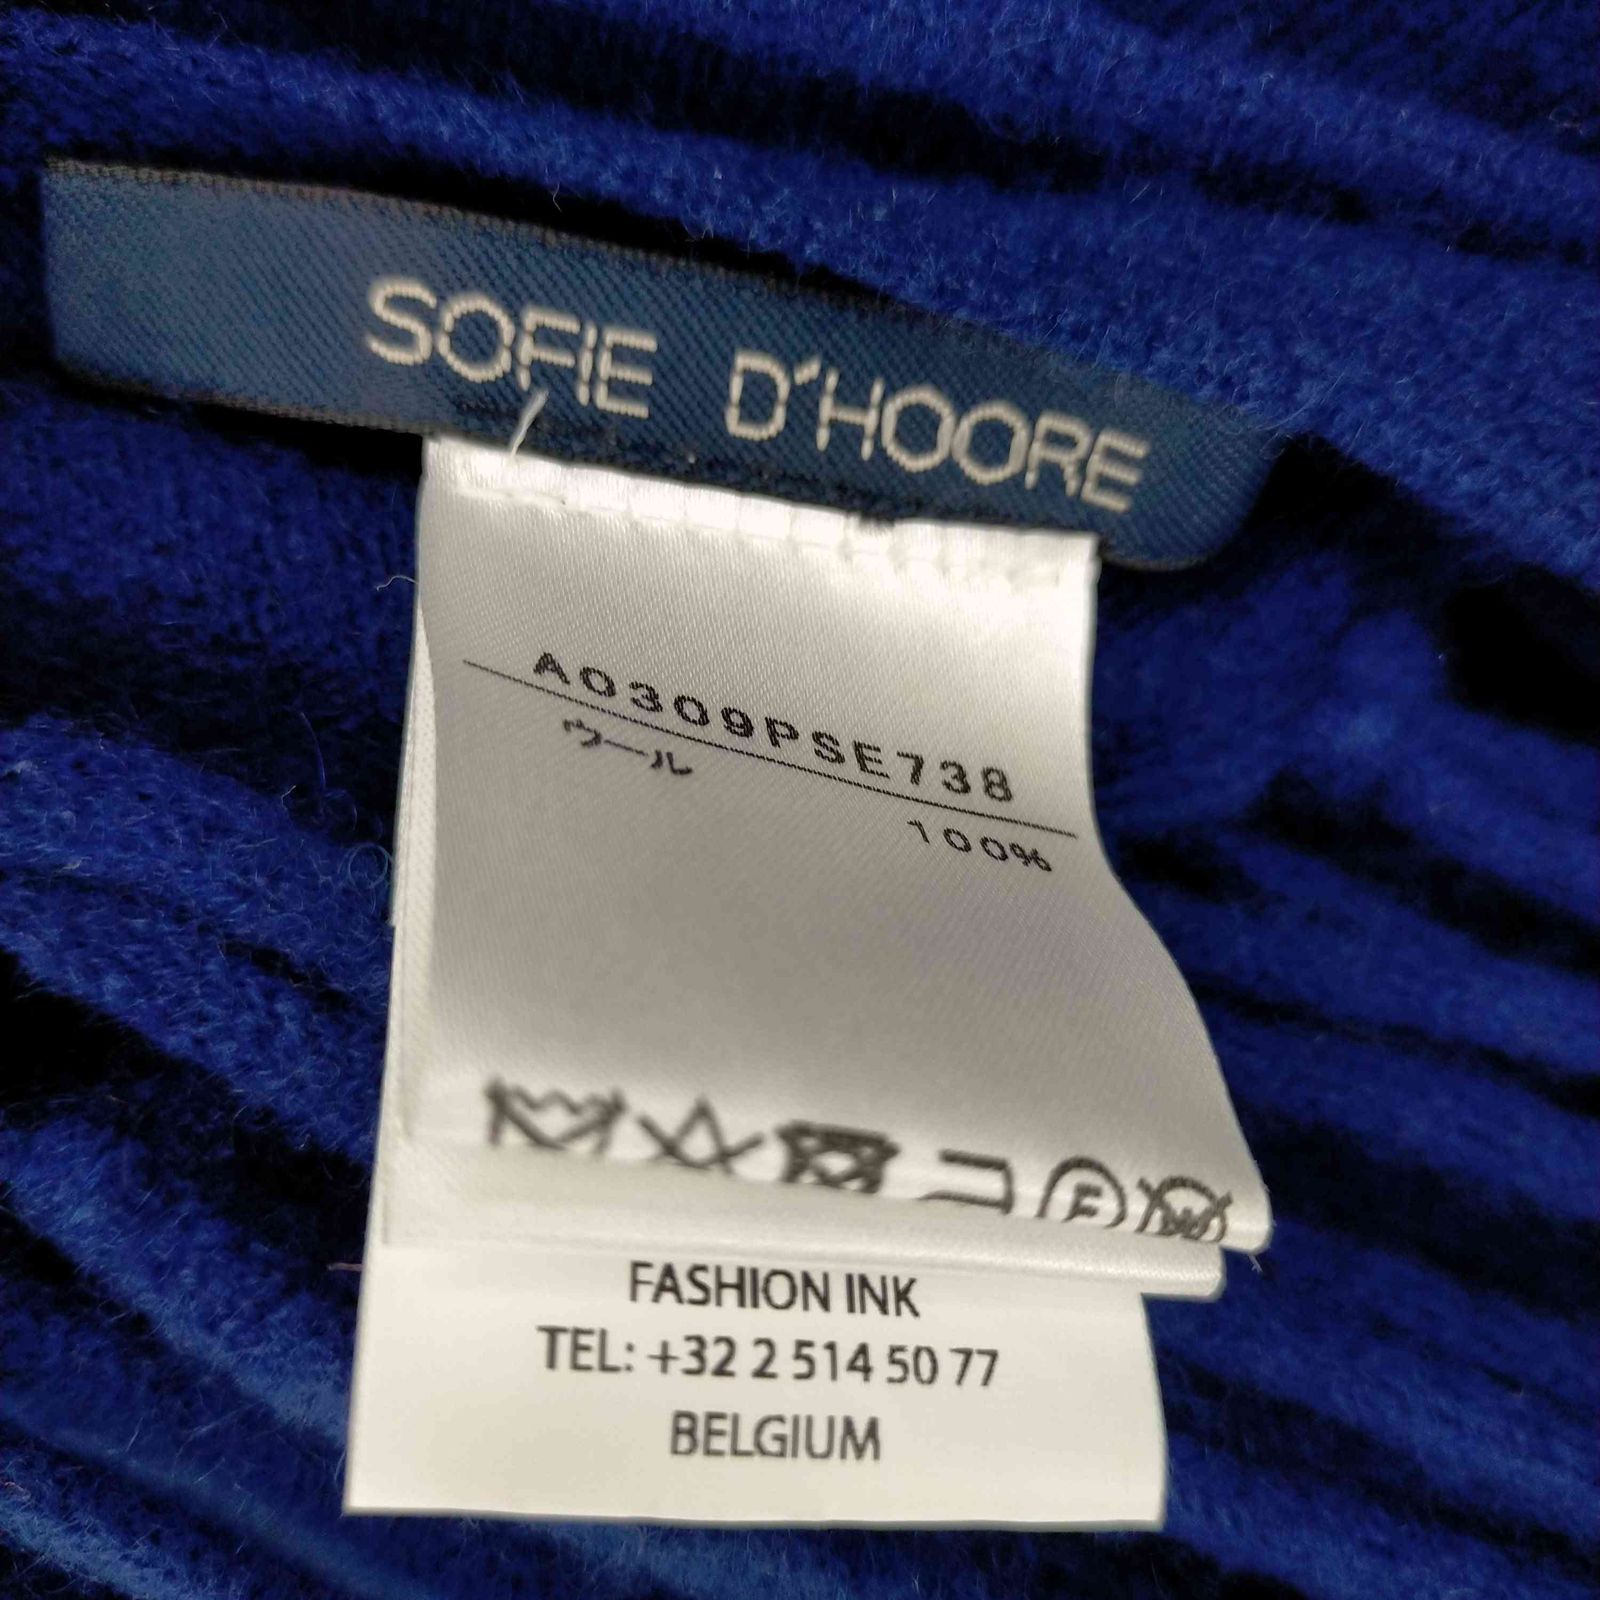 SOFIE D'HOORE
A0309PSE738
ウール
100%
F
W
FASHION INK
TEL: +32 2 514 50 77
BELGIUM